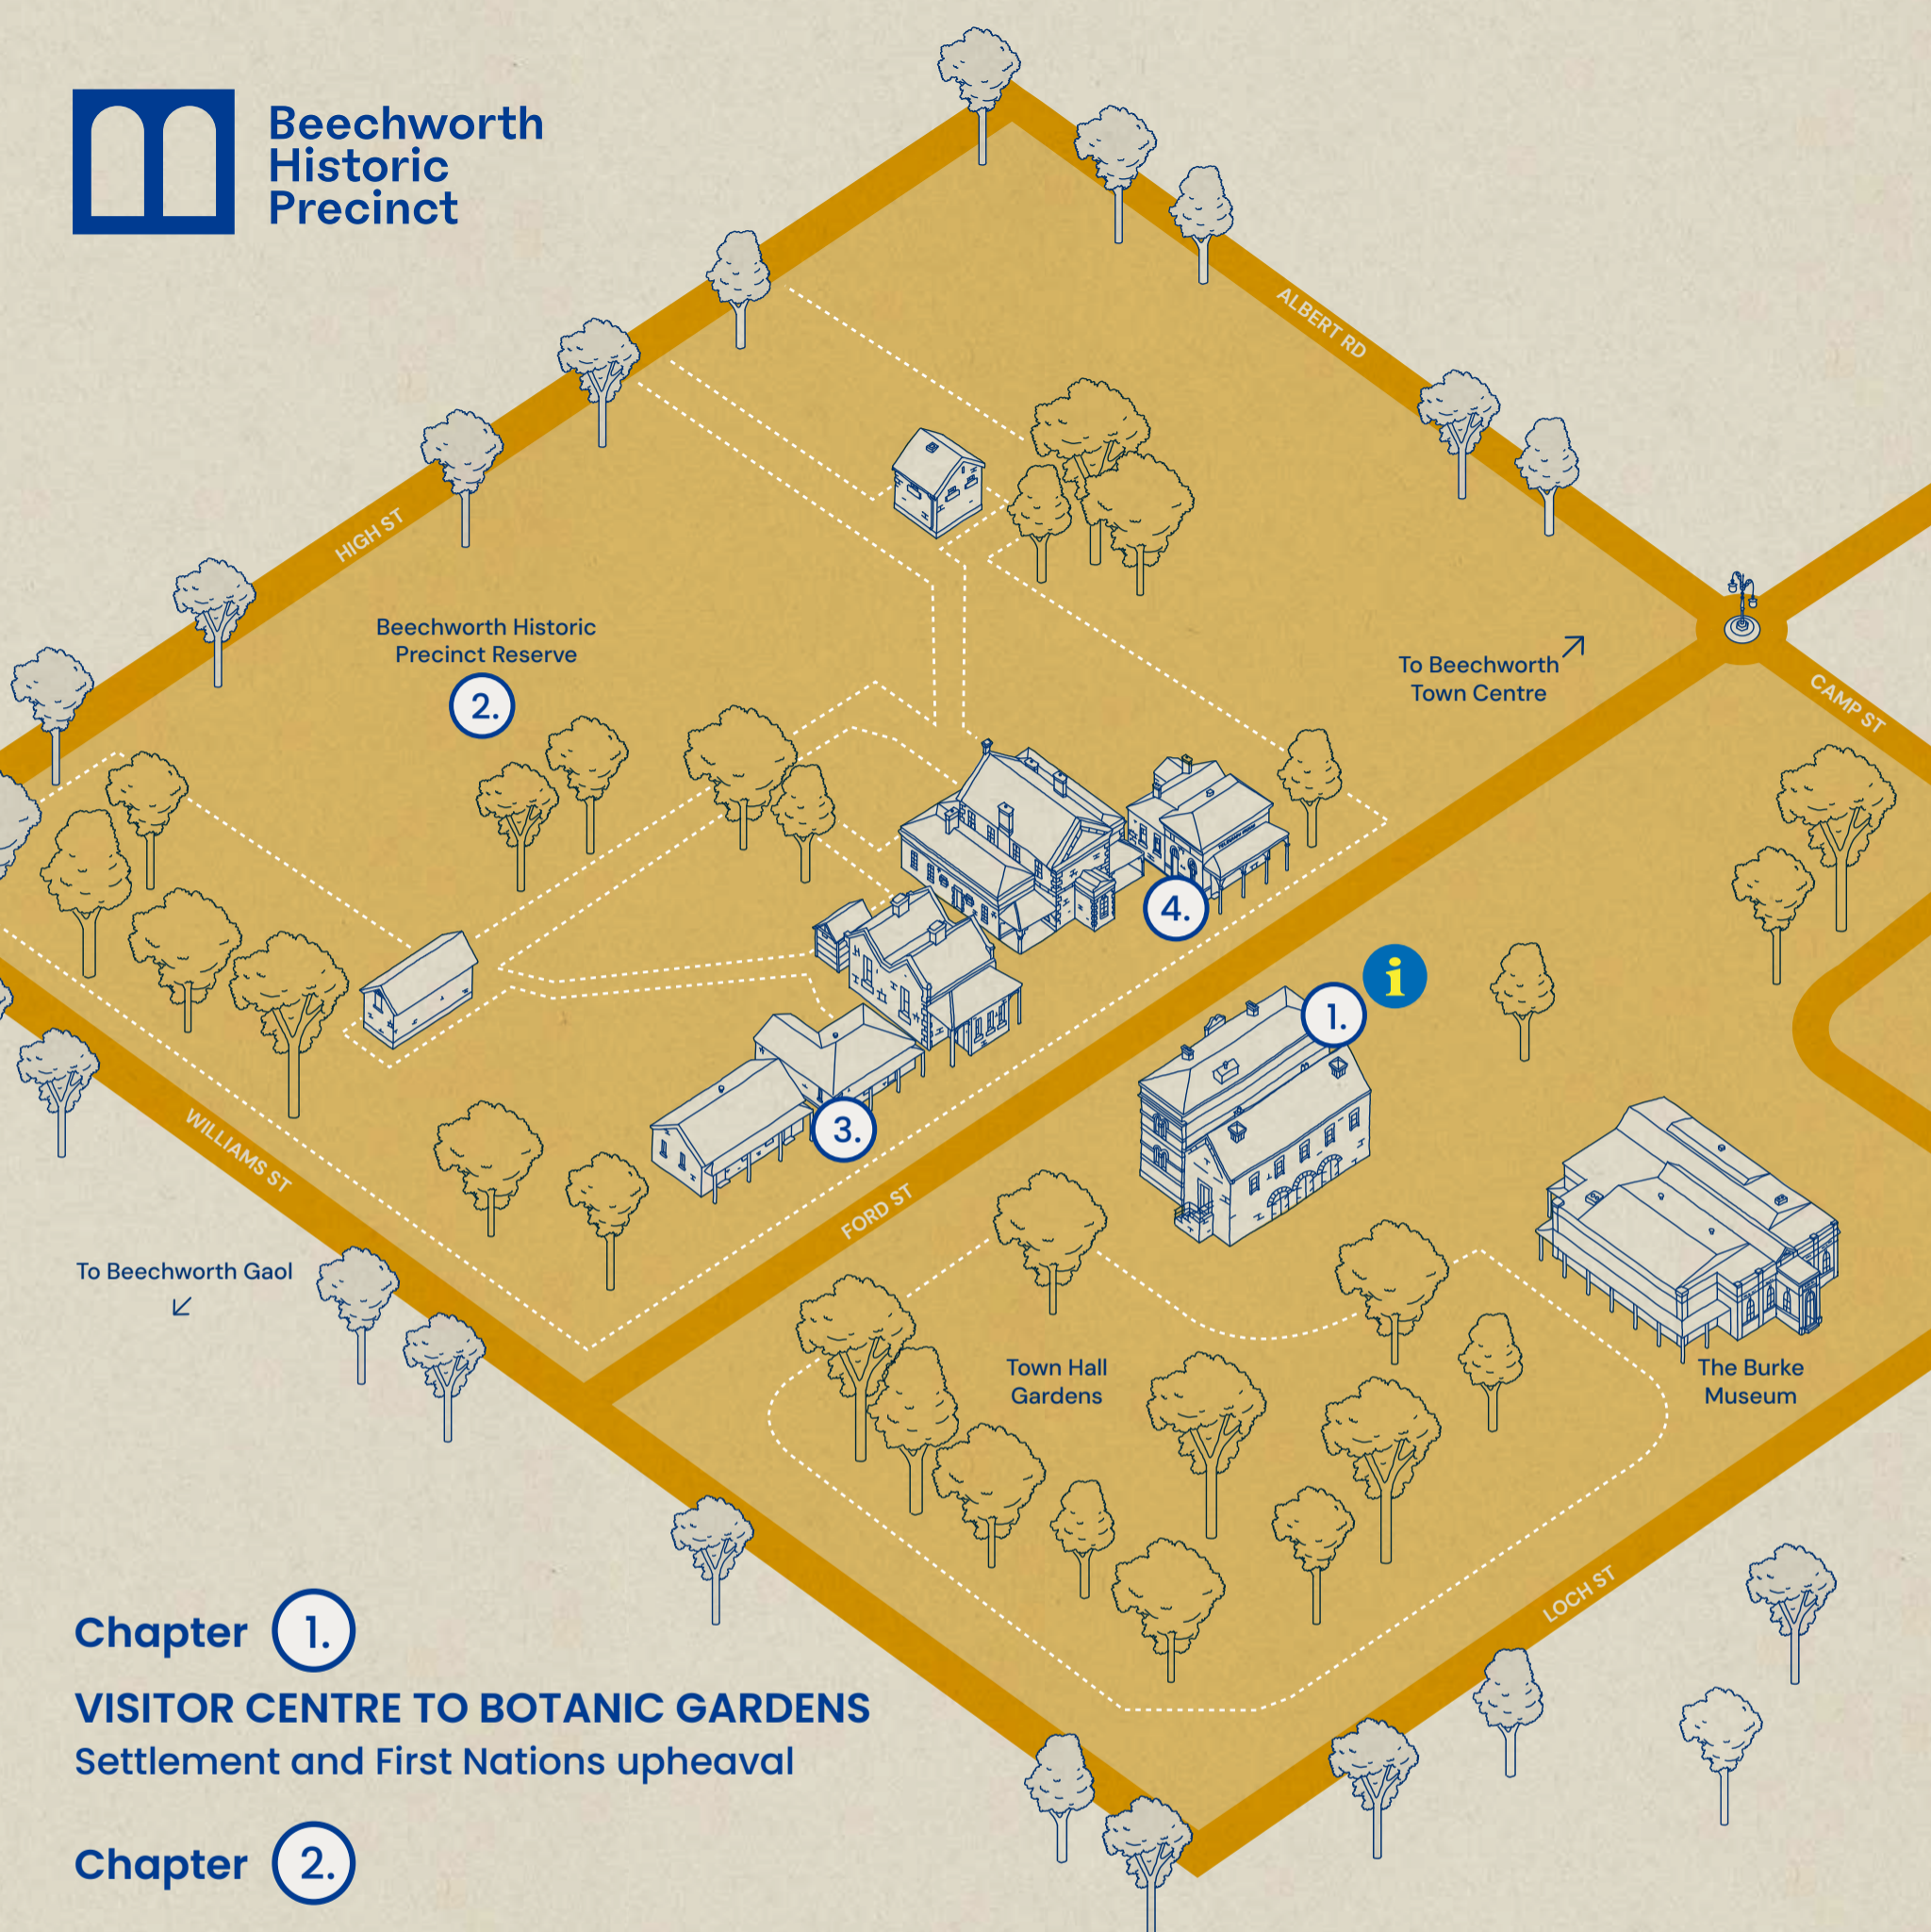 Beechworth
Historic
Precinct
ALBERT RD
HIGH ST
Beechworth Historic
Precinct Reserve
2.
To Beechworth
Town Centre
CAMP ST
4.
i
1.
3.
WILLIAMS ST
FORD ST
To Beechworth Gaol
Town Hall
Gardens
The Burke
Museum
LOCH ST
Chapter 1.
VISITOR CENTRE TO BOTANIC GARDENS
Settlement and First Nations upheaval
Chapter 2.